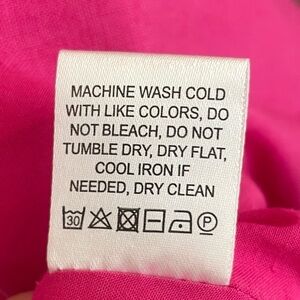 MACHINE WASH COLD
WITH LIKE COLORS, DO
NOT BLEACH, DO NOT
TUMBLE DRY, DRY FLAT,
COOL IRON IF
NEEDED, DRY CLEAN
30 P